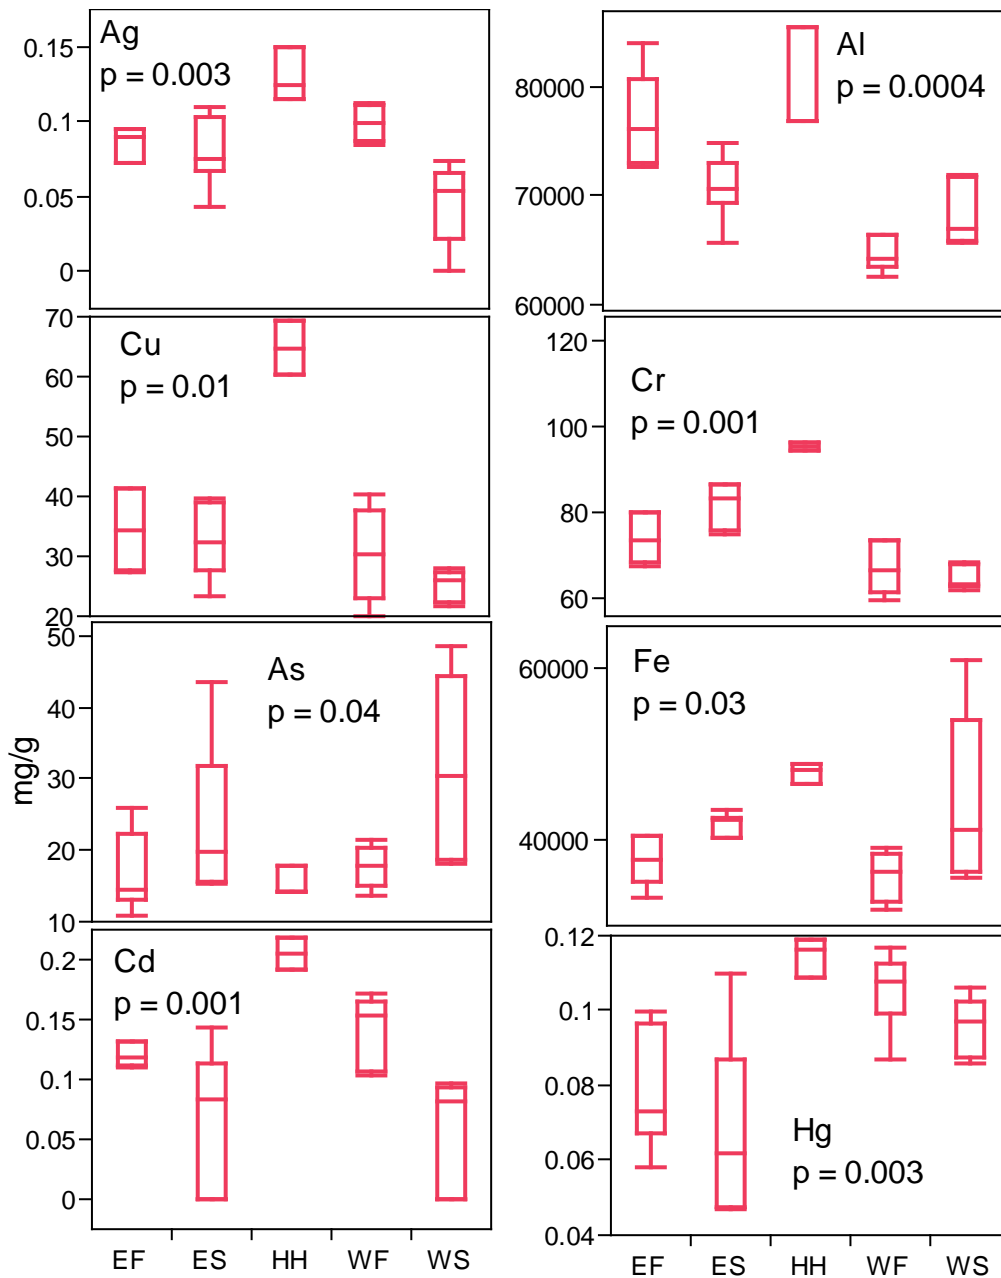 Ag
p = 0.003
0.15
0.1
0.05
0
Al
p = 0.0004
80000
70000
60000
Cu
p = 0.01
70
60
50
40
30
20
Cr
p = 0.001
120
100
80
60
As
p = 0.04
50
40
30
20
10
mg/g
Fe
p = 0.03
60000
40000
Cd
p = 0.001
0.2
0.15
0.1
0.05
0
Hg
p = 0.003
0.12
0.1
0.08
0.06
0.04
EF ES HH WF WS
EF ES HH WF WS